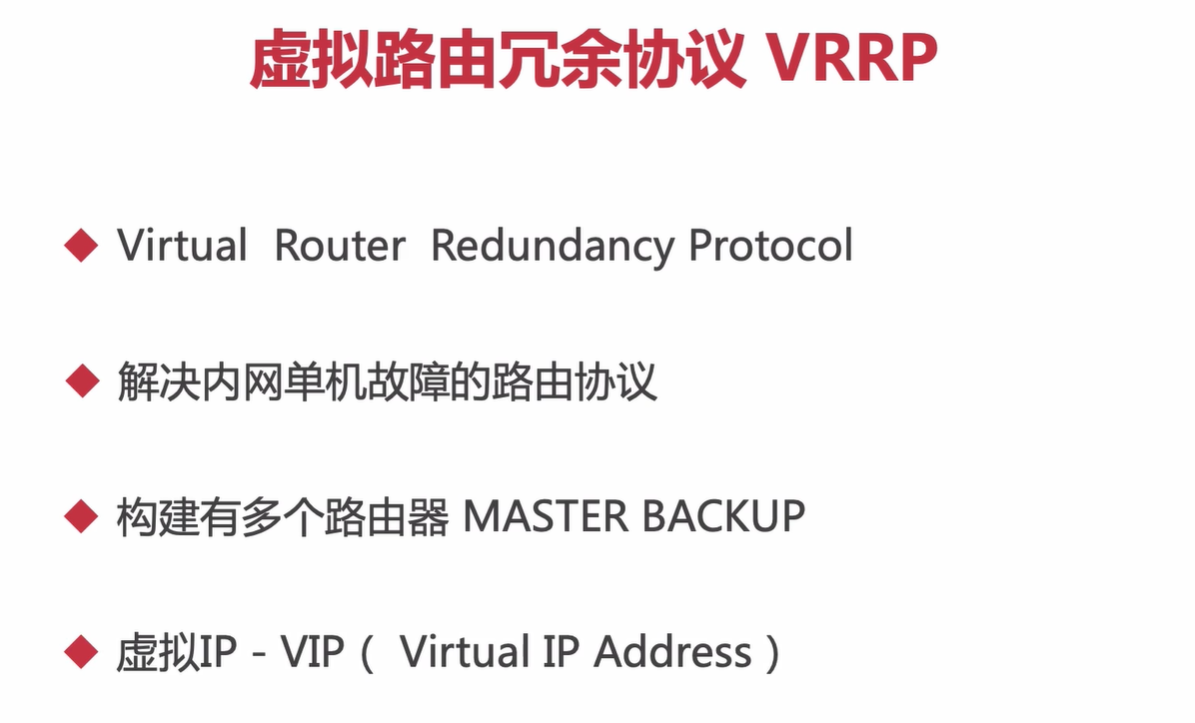 虚拟路由冗余协议 VRRP
Virtual Router Redundancy Protocol
解决内网单机故障的路由协议
构建有多个路由器 MASTER BACKUP
虚拟IP - VIP（ Virtual IP Address）